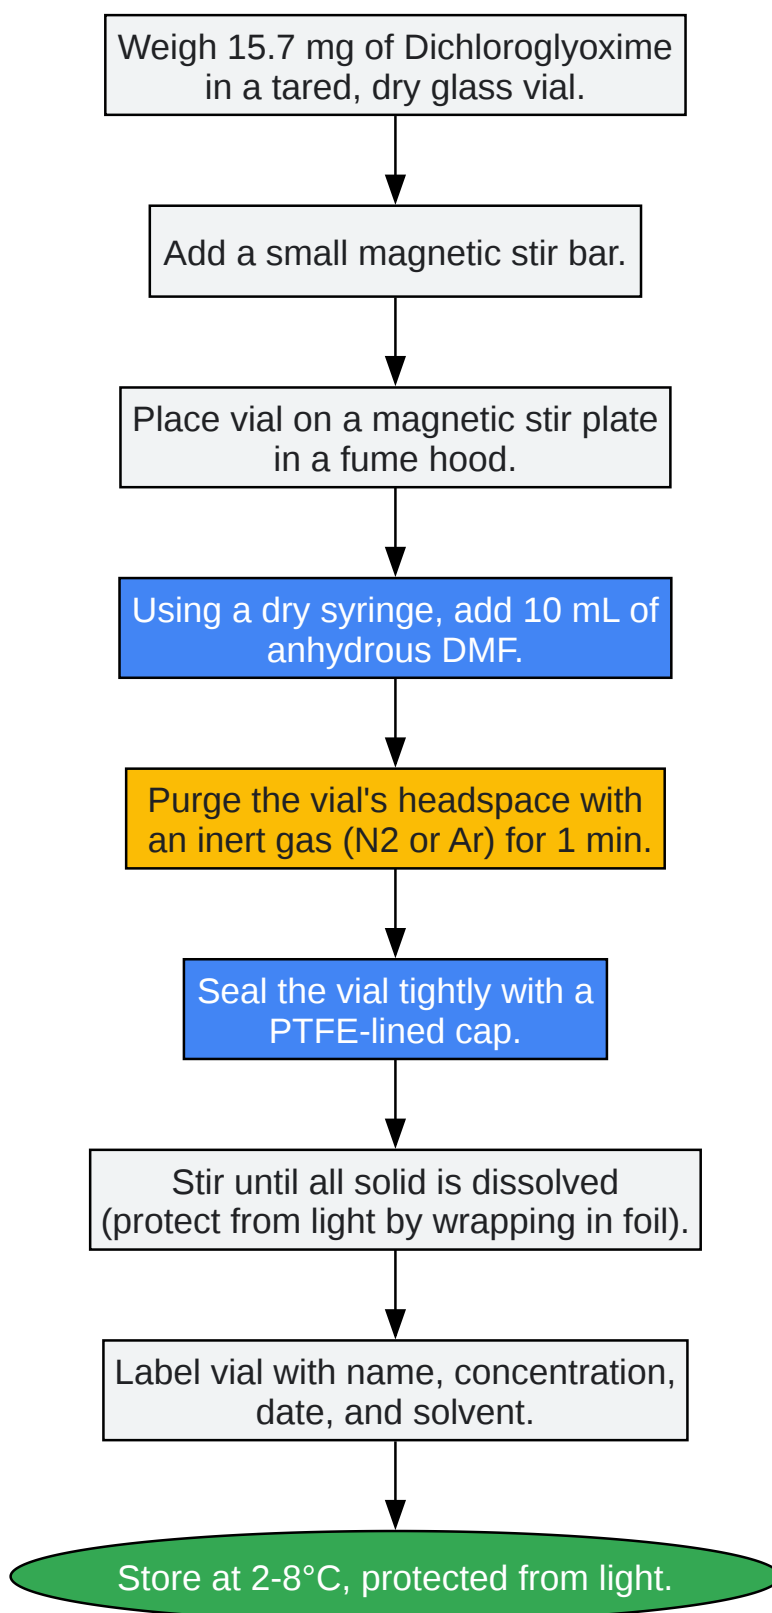 Weigh 15.7 mg of Dichloroglyoxime
in a tared, dry glass vial.
Add a small magnetic stir bar.
Place vial on a magnetic stir plate
in a fume hood.
Using a dry syringe, add 10 mL of
anhydrous DMF.
Purge the vial's headspace with
an inert gas (N2 or Ar) for 1 min.
Seal the vial tightly with a
PTFE-lined cap.
Stir until all solid is dissolved
(protect from light by wrapping in foil).
Label vial with name, concentration,
date, and solvent.
Store at 2-8°C, protected from light.